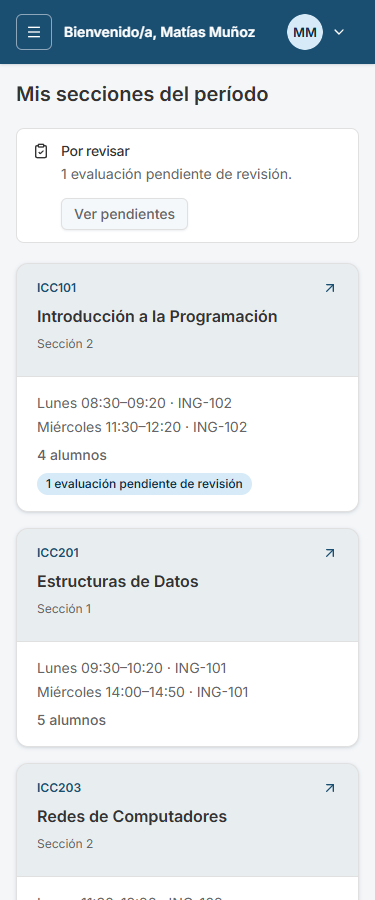 Bienvenido/a, Matías Muñoz
MM
Mis secciones del período
Por revisar
1 evaluación pendiente de revisión.
Ver pendientes
ICC101
Introducción a la Programación
Sección 2
Lunes 08:30–09:20 · ING-102
Miércoles 11:30–12:20 · ING-102
4 alumnos
1 evaluación pendiente de revisión
ICC201
Estructuras de Datos
Sección 1
Lunes 09:30–10:20 · ING-101
Miércoles 14:00–14:50 · ING-101
5 alumnos
ICC203
Redes de Computadores
Sección 2